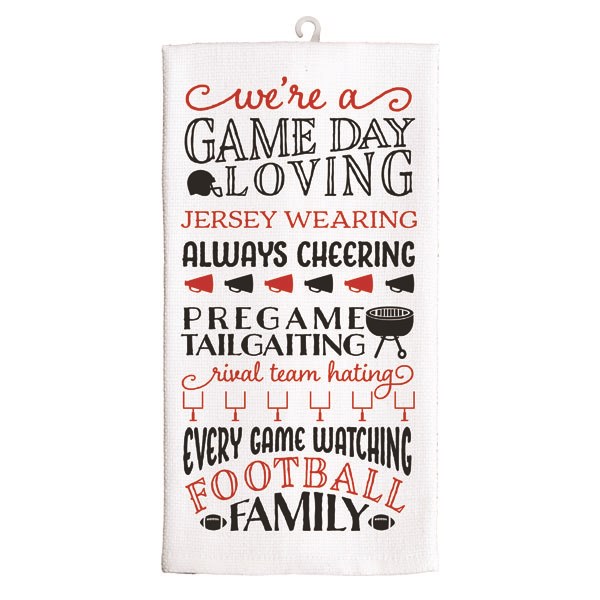 we're a
GAME DAY
LOVING
JERSEY WEARING
ALWAYS CHEERING
PREGAME
TAILGAITING
rival team hating
EVERY GAME WATCHING
FOOTBALL
FAMILY